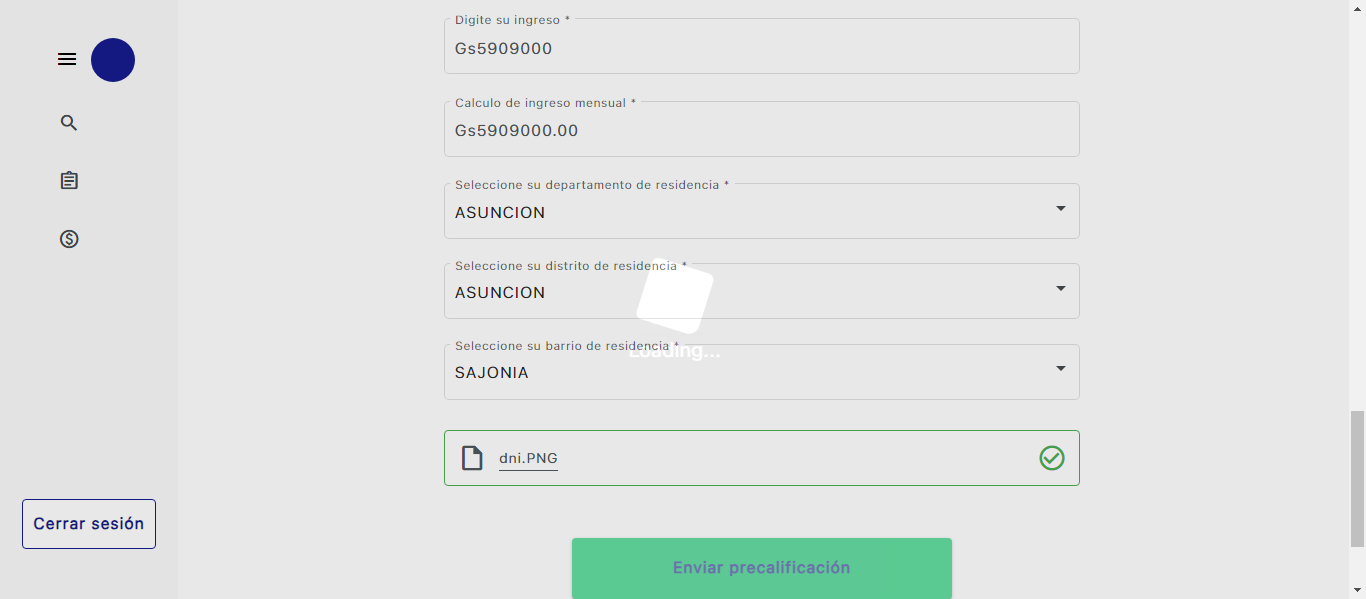 Digite su ingreso *
Gs5909000
Calculo de ingreso mensual *
Gs5909000.00
Seleccione su departamento de residencia *
ASUNCION
Seleccione su distrito de residencia *
ASUNCION
Seleccione su barrio de residencia *
Loading...
SAJONIA
dni.PNG
Cerrar sesión
Enviar precalificación